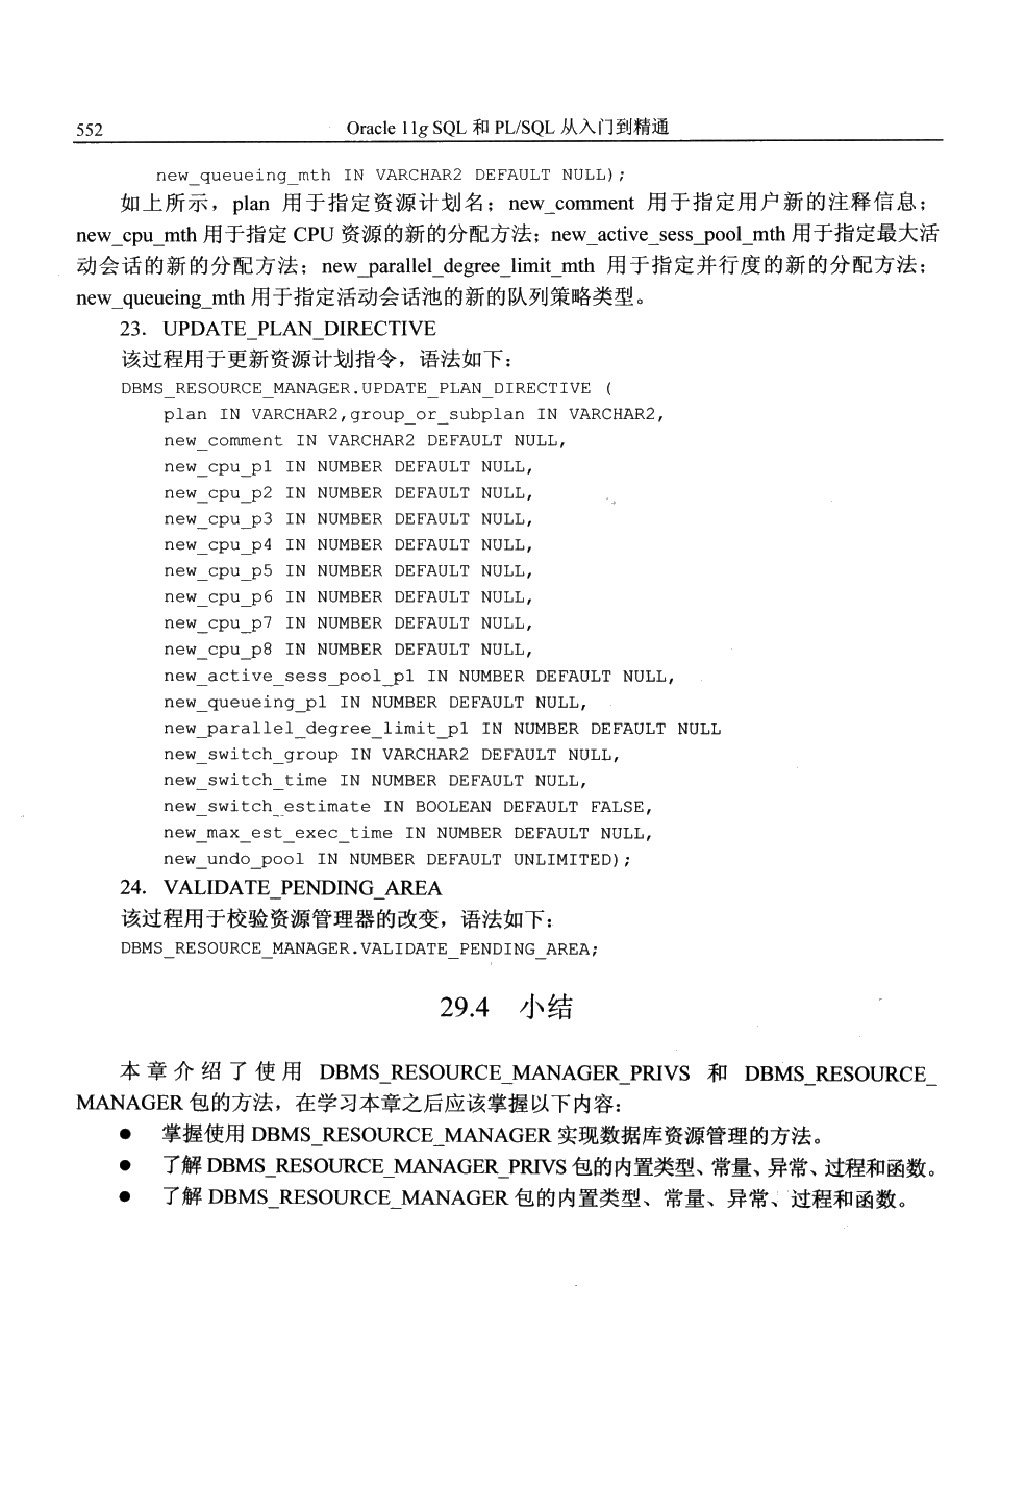 552
Oracle 11g SQL 和 PL/SQL 从入门到精通
new_queueing_mth IN VARCHAR2 DEFAULT NULL);
如上所示，plan 用于指定资源计划名；new_comment 用于指定用户新的注释信息；
new_cpu_mth 用于指定 CPU 资源的新的分配方法；new_active_sess_pool_mth 用于指定最大活
动会话的新的分配方法；new_parallel_degree_limit_mth 用于指定并行度的新的分配方法；
new_queueing_mth 用于指定活动会话池的新的队列策略类型。
23．UPDATE_PLAN_DIRECTIVE
该过程用于更新资源计划指令，语法如下：
DBMS_RESOURCE_MANAGER.UPDATE_PLAN_DIRECTIVE (
plan IN VARCHAR2,group_or_subplan IN VARCHAR2,
new_comment IN VARCHAR2 DEFAULT NULL,
new_cpu_p1 IN NUMBER DEFAULT NULL,
new_cpu_p2 IN NUMBER DEFAULT NULL,
new_cpu_p3 IN NUMBER DEFAULT NULL,
new_cpu_p4 IN NUMBER DEFAULT NULL,
new_cpu_p5 IN NUMBER DEFAULT NULL,
new_cpu_p6 IN NUMBER DEFAULT NULL,
new_cpu_p7 IN NUMBER DEFAULT NULL,
new_cpu_p8 IN NUMBER DEFAULT NULL,
new_active_sess_pool_p1 IN NUMBER DEFAULT NULL,
new_queueing_p1 IN NUMBER DEFAULT NULL,
new_parallel_degree_limit_p1 IN NUMBER DEFAULT NULL
new_switch_group IN VARCHAR2 DEFAULT NULL,
new_switch_time IN NUMBER DEFAULT NULL,
new_switch_estimate IN BOOLEAN DEFAULT FALSE,
new_max_est_exec_time IN NUMBER DEFAULT NULL,
new_undo_pool IN NUMBER DEFAULT UNLIMITED);
24．VALIDATE_PENDING_AREA
该过程用于校验资源管理器的改变，语法如下：
DBMS_RESOURCE_MANAGER.VALIDATE_PENDING_AREA;
29.4 小结
本章介绍了使用 DBMS_RESOURCE_MANAGER_PRIVS 和 DBMS_RESOURCE_
MANAGER 包的方法，在学习本章之后应该掌握以下内容：
● 掌握使用 DBMS_RESOURCE_MANAGER 实现数据库资源管理的方法。
● 了解 DBMS_RESOURCE_MANAGER_PRIVS 包的内置类型、常量、异常、过程和函数。
● 了解 DBMS_RESOURCE_MANAGER 包的内置类型、常量、异常、过程和函数。